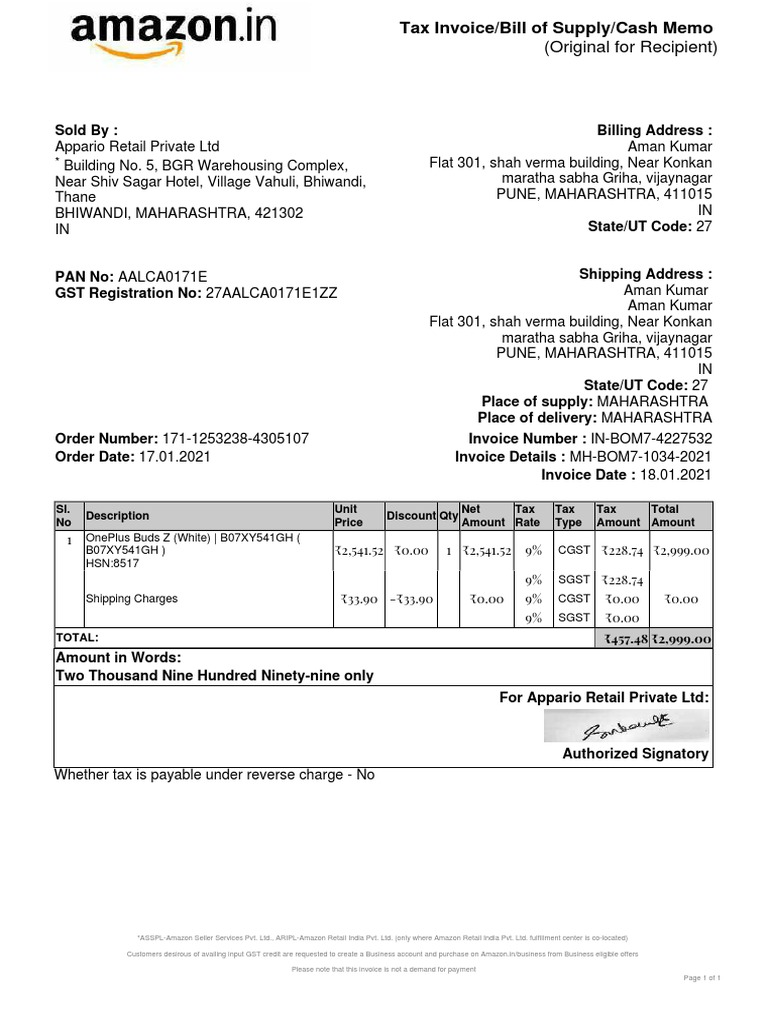 amazon.in
Tax Invoice/Bill of Supply/Cash Memo
(Original for Recipient)
Sold By :
Appario Retail Private Ltd
* Building No. 5, BGR Warehousing Complex,
Near Shiv Sagar Hotel, Village Vahuli, Bhiwandi,
Thane
BHIWANDI, MAHARASHTRA, 421302
IN
Billing Address :
Aman Kumar
Flat 301, shah verma building, Near Konkan
maratha sabha Griha, vijaynagar
PUNE, MAHARASHTRA, 411015
IN
State/UT Code: 27
PAN No: AALCA0171E
GST Registration No: 27AALCA0171E1ZZ
Shipping Address :
Aman Kumar
Aman Kumar
Flat 301, shah verma building, Near Konkan
maratha sabha Griha, vijaynagar
PUNE, MAHARASHTRA, 411015
IN
State/UT Code: 27
Place of supply: MAHARASHTRA
Place of delivery: MAHARASHTRA
Order Number: 171-1253238-4305107
Order Date: 17.01.2021
Invoice Number : IN-BOM7-4227532
Invoice Details : MH-BOM7-1034-2021
Invoice Date : 18.01.2021
Sl. No Description Unit Price Discount Qty Net Amount Tax Rate Tax Type Tax Amount Total Amount
1 OnePlus Buds Z (White) | B07XY541GH (
B07XY541GH ) ₹2,541.52 ₹0.00 1 ₹2,541.52 9% CGST ₹228.74 ₹2,999.00
HSN:8517
9% SGST ₹228.74
Shipping Charges ₹33.90 -₹33.90 ₹0.00 9% CGST ₹0.00 ₹0.00
9% SGST ₹0.00
TOTAL: ₹457.48 ₹2,999.00
Amount in Words:
Two Thousand Nine Hundred Ninety-nine only
For Appario Retail Private Ltd:
Authorized Signatory
Whether tax is payable under reverse charge - No
*ASSPL-Amazon Seller Services Pvt. Ltd., ARIPL-Amazon Retail India Pvt. Ltd. (only where Amazon Retail India Pvt. Ltd. fulfillment center is co-located)
Customers desirous of availing input GST credit are requested to create a Business account and purchase on Amazon.in/business from Business eligible offers
Please note that this invoice is not a demand for payment
Page 1 of 1